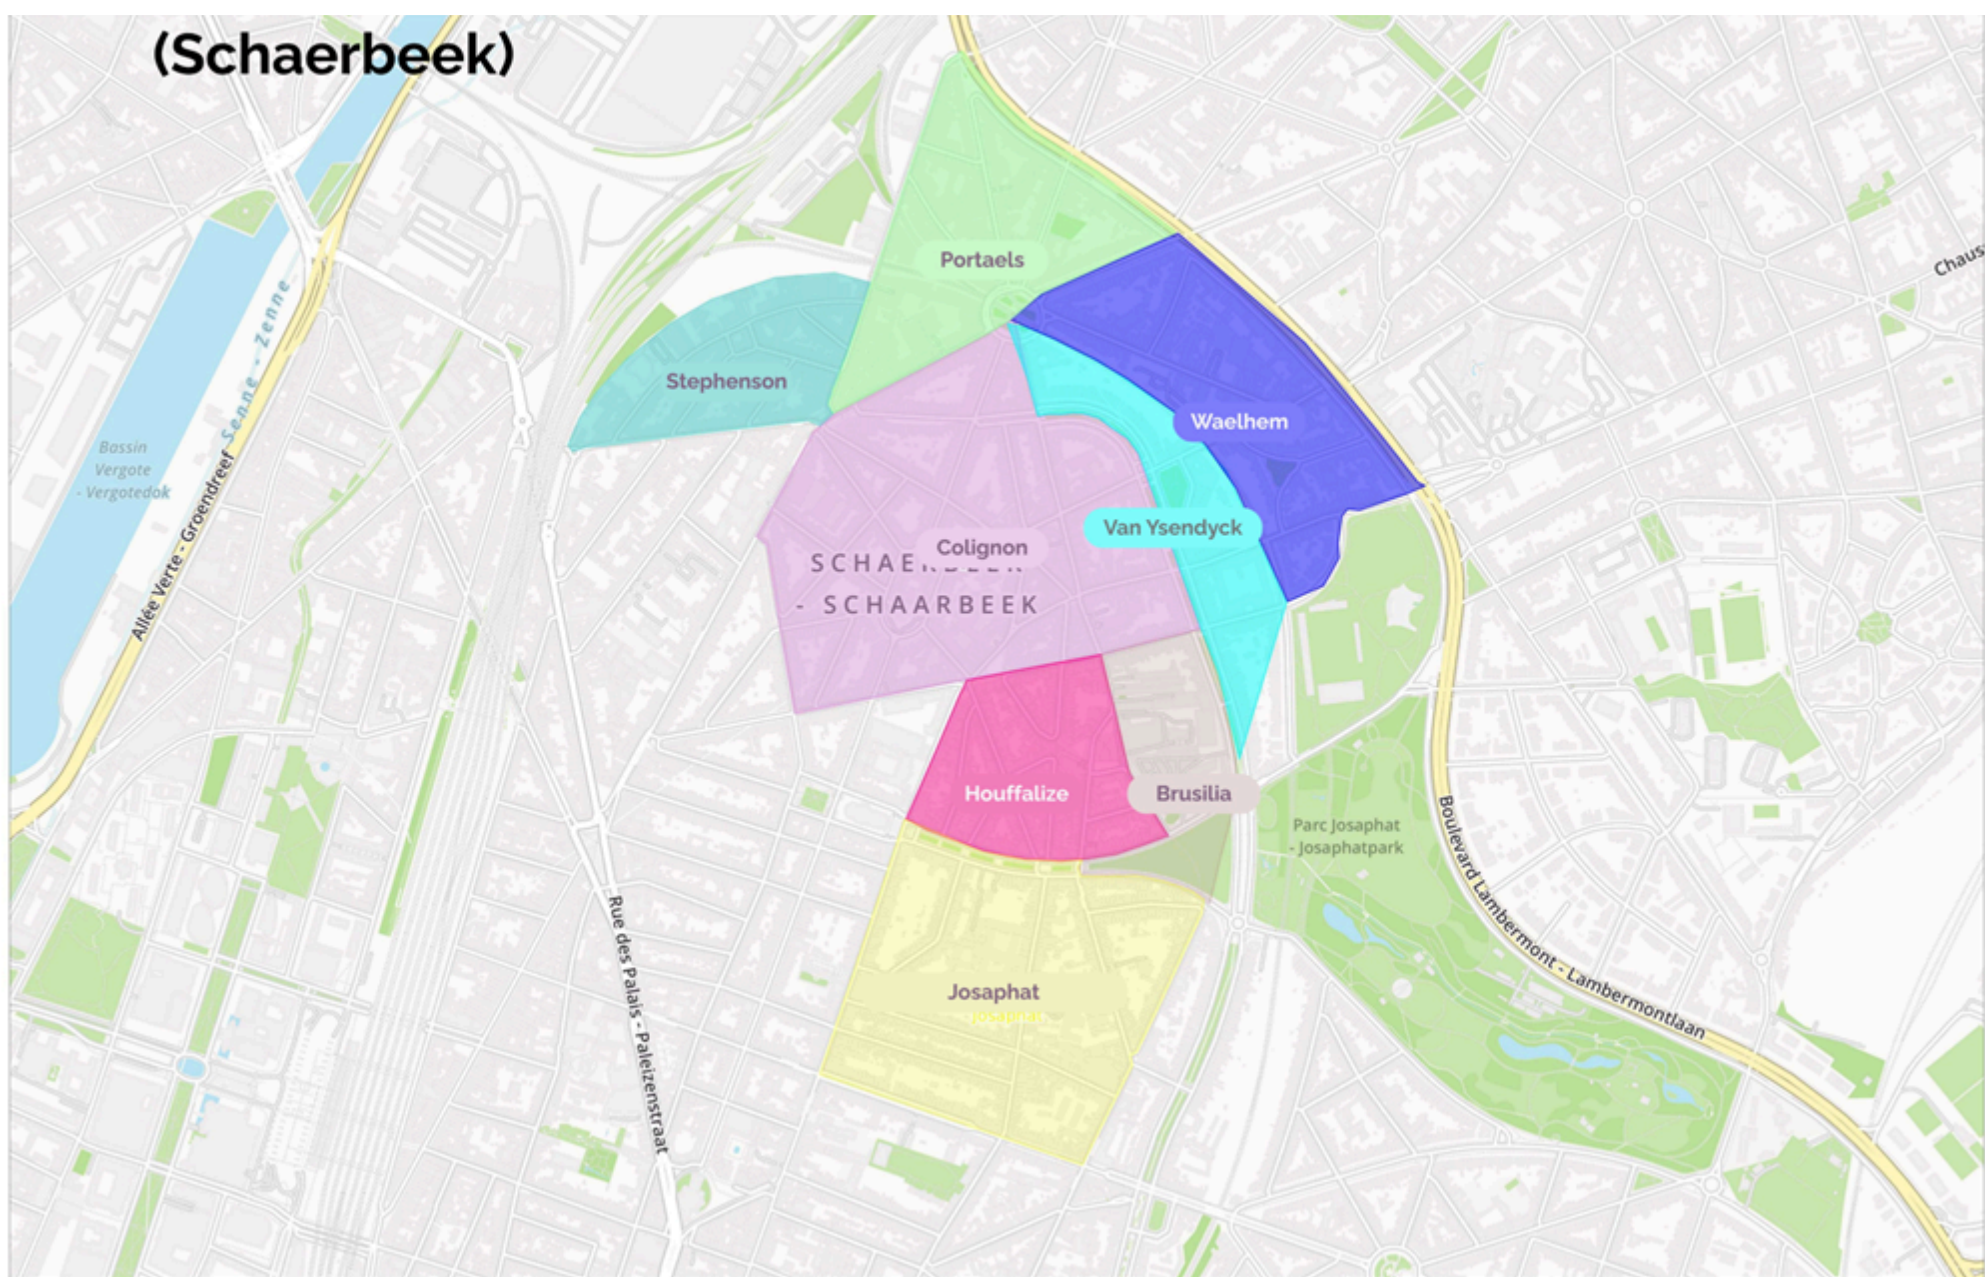 (Schaerbeek)
Portaels
Chaus
Senne - Zenne
Stephenson
Waelhem
Bassin
Vergote
- Vergotedok
Allée Verte - Groendreef
Van Ysendyck
Colignon
- SCHAARBEEK
Houffalize
Brusilia
Parc Josaphat
- Josaphatpark
Boulevard Lambermont - Lambermontlaan
Rue des Palais - Paleizenstraat
Josaphat
Josaphat